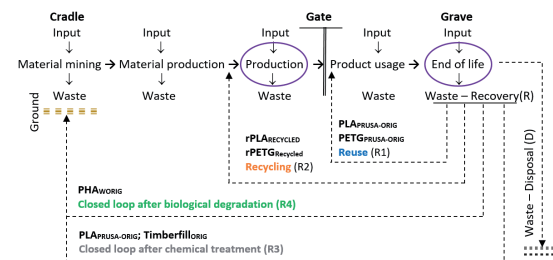 Cradle Gate Grave
Input Input Input Input Input
Material mining → Material production → Production → Product usage → End of life
Waste Waste Waste Waste Waste – Recovery(R)
Ground
rPLARECYCLED
rPETGRecycled
Recycling (R2)
PLAPRUSA-ORIG
PETGPRUSA-ORIG
Reuse (R1)
PHAWORIG
Closed loop after biological degradation (R4)
PLAPRUSA-ORIG; TimberfillORIG
Closed loop after chemical treatment (R3)
Waste – Disposal (D)